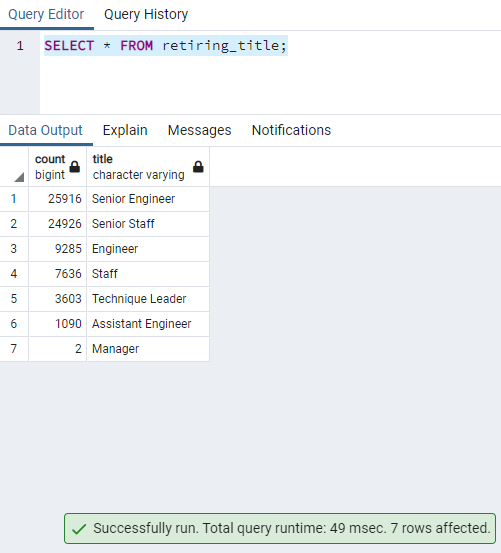 Query Editor Query History
1 SELECT * FROM retiring_title;
Data Output Explain Messages Notifications
count title
bigint character varying
1 25916 Senior Engineer
2 24926 Senior Staff
3 9285 Engineer
4 7636 Staff
5 3603 Technique Leader
6 1090 Assistant Engineer
7 2 Manager
Successfully run. Total query runtime: 49 msec. 7 rows affected.